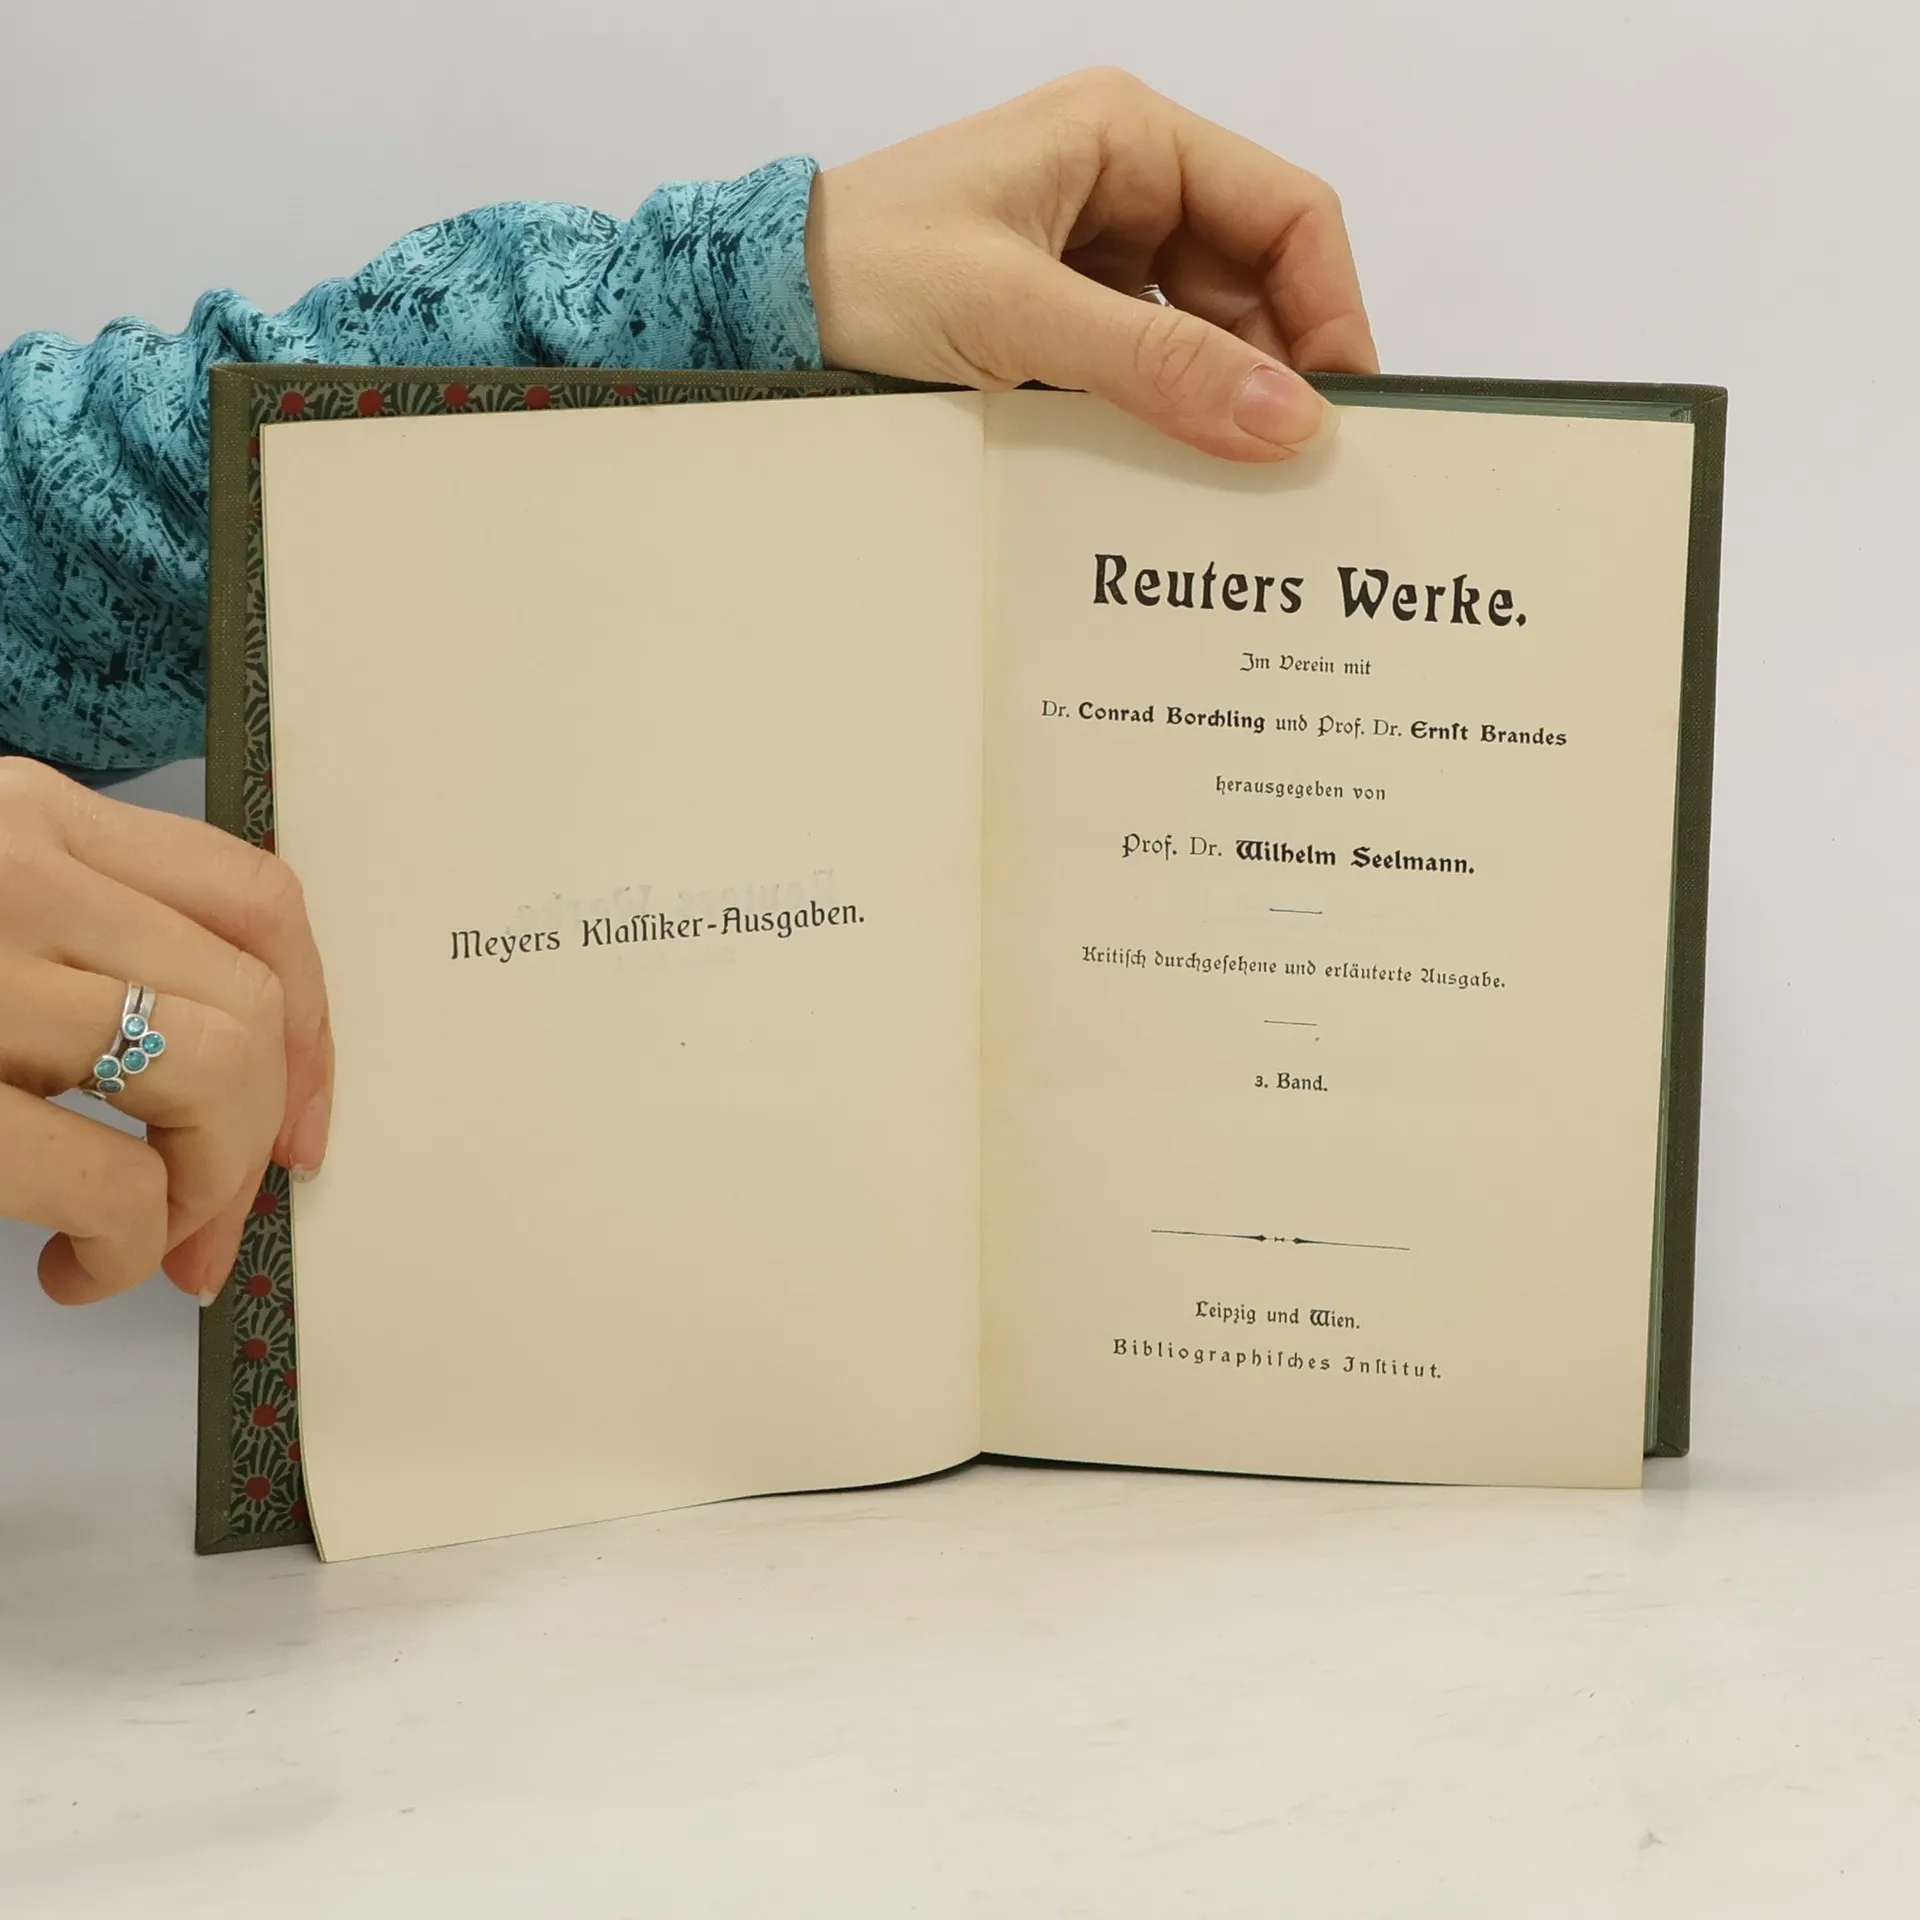 Meyers Klaſſiker-Ausgaben.
Reuters Werke.
Im Verein mit
Dr. Conrad Borchling und Prof. Dr. Ernſt Brandes
herausgegeben von
Prof. Dr. Wilhelm Seelmann.
Kritiſch durchgeſehene und erläuterte Ausgabe.
3. Band.
Leipzig und Wien.
Bibliographiſches Inſtitut.